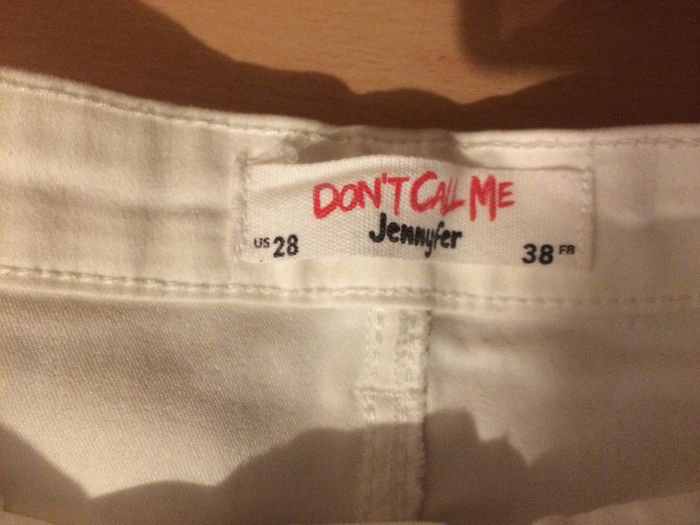 DON'T CALL ME
Jennyfer
US 28
38 FR